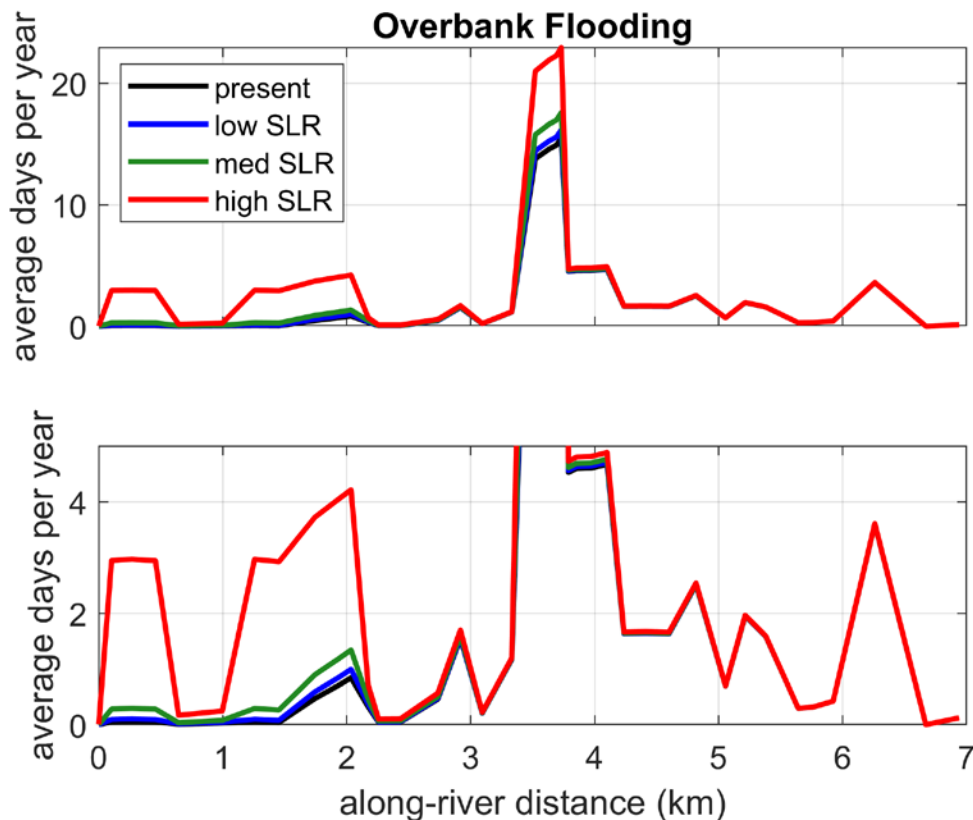 Overbank Flooding
average days per year
20
10
0
present
low SLR
med SLR
high SLR
average days per year
4
2
0
0 1 2 3 4 5 6 7
along-river distance (km)